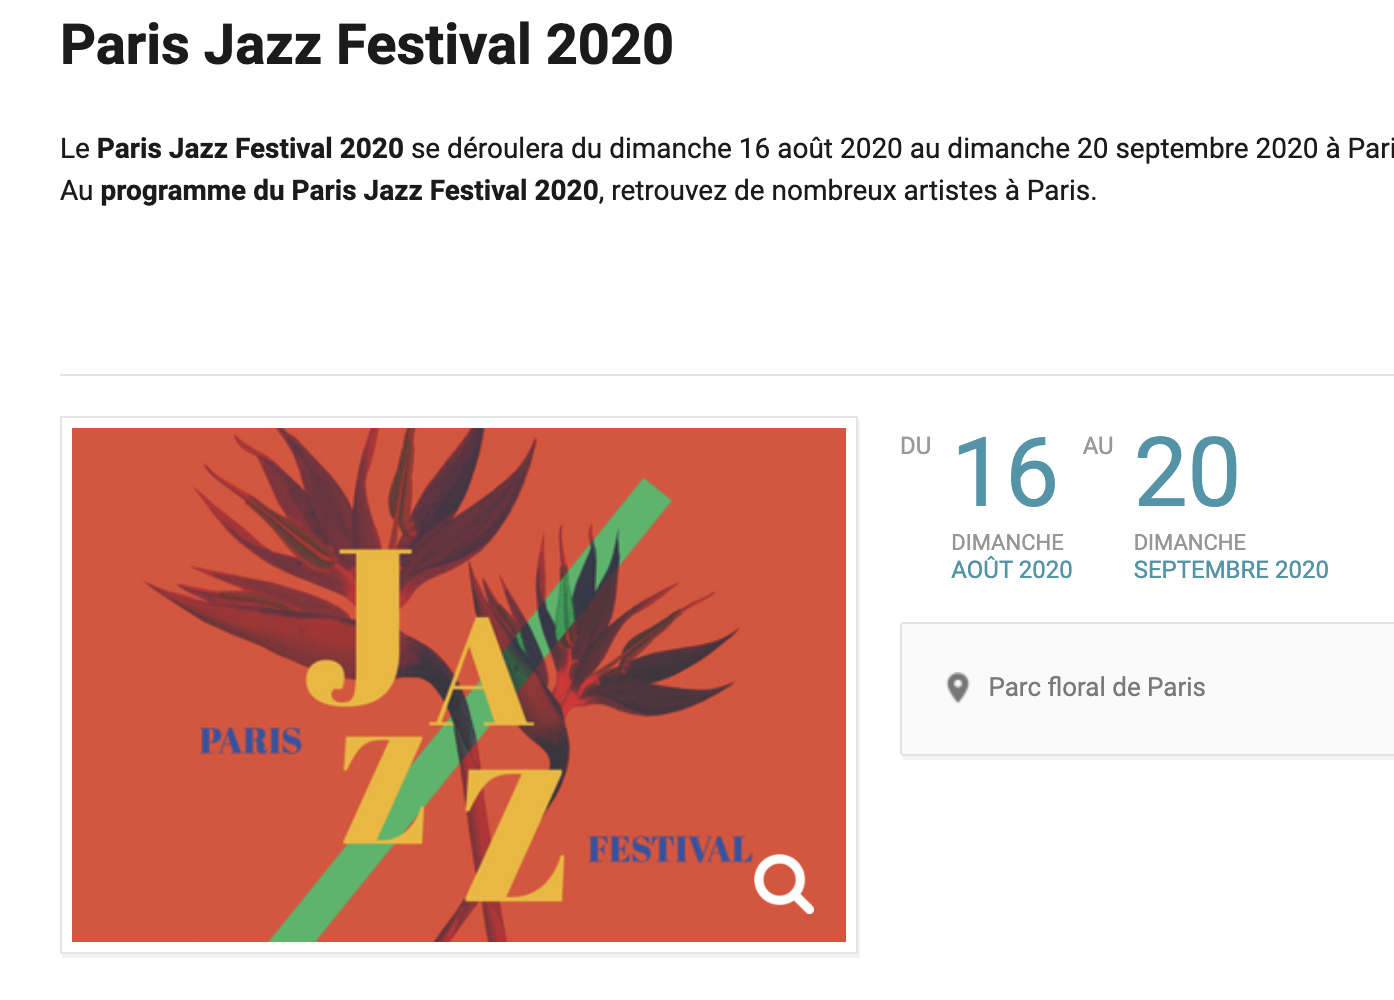 Paris Jazz Festival 2020
Le Paris Jazz Festival 2020 se déroulera du dimanche 16 août 2020 au dimanche 20 septembre 2020 à
Au programme du Paris Jazz Festival 2020, retrouvez de nombreux artistes à Paris.
DU 16 AU 20
DIMANCHE DIMANCHE
AOÛT 2020 SEPTEMBRE 2020
Parc floral de Paris
JAZZ
PARIS
FESTIVAL